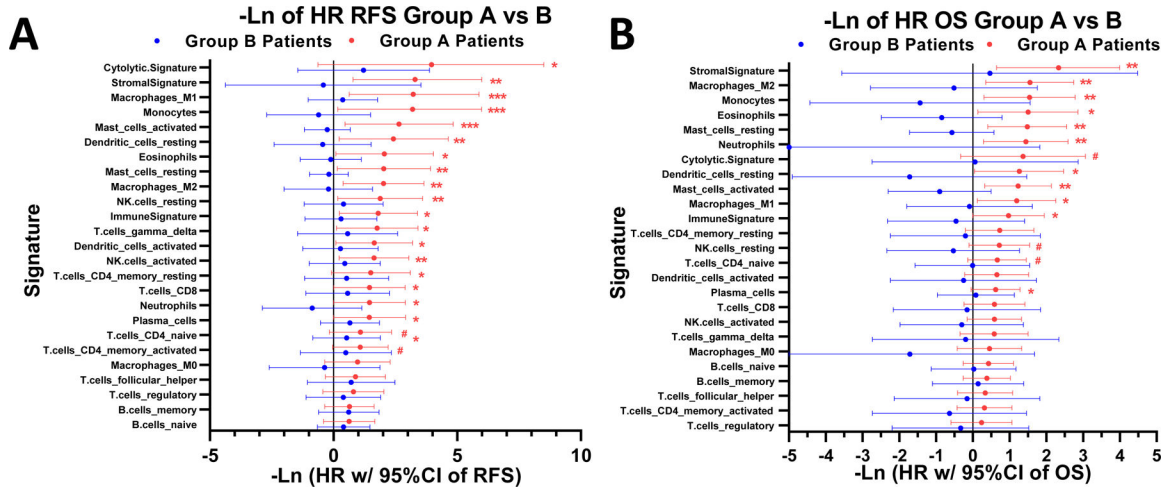 A
-Ln of HR RFS Group A vs B
Group B Patients
Group A Patients
Signature
Cytolytic.Signature *
StromalSignature **
Macrophages_M1 ***
Monocytes ***
Mast_cells_activated ***
Dendritic_cells_resting **
Eosinophils *
Mast_cells_resting **
Macrophages_M2 **
NK.cells_resting **
ImmuneSignature *
T.cells_gamma_delta *
Dendritic_cells_activated *
NK.cells_activated **
T.cells_CD4_memory_resting *
T.cells_CD8 *
Neutrophils *
Plasma_cells *
T.cells_CD4_naive #
*
T.cells_CD4_memory_activated #
Macrophages_M0
T.cells_follicular_helper
T.cells_regulatory
B.cells_memory
B.cells_naive
-5 0 5 10
-Ln (HR w/ 95%CI of RFS)
B
-Ln of HR OS Group A vs B
Group B Patients
Group A Patients
Signature
StromalSignature **
Macrophages_M2 **
Monocytes **
Eosinophils *
Mast_cells_resting **
Neutrophils **
Cytolytic.Signature #
Dendritic_cells_resting *
Mast_cells_activated **
Macrophages_M1 *
ImmuneSignature *
T.cells_CD4_memory_resting
NK.cells_resting #
T.cells_CD4_naive #
Dendritic_cells_activated
Plasma_cells *
T.cells_CD8
NK.cells_activated
T.cells_gamma_delta
Macrophages_M0
B.cells_naive
B.cells_memory
T.cells_follicular_helper
T.cells_CD4_memory_activated
T.cells_regulatory
-5 -4 -3 -2 -1 0 1 2 3 4 5
-Ln (HR w/ 95%CI of OS)